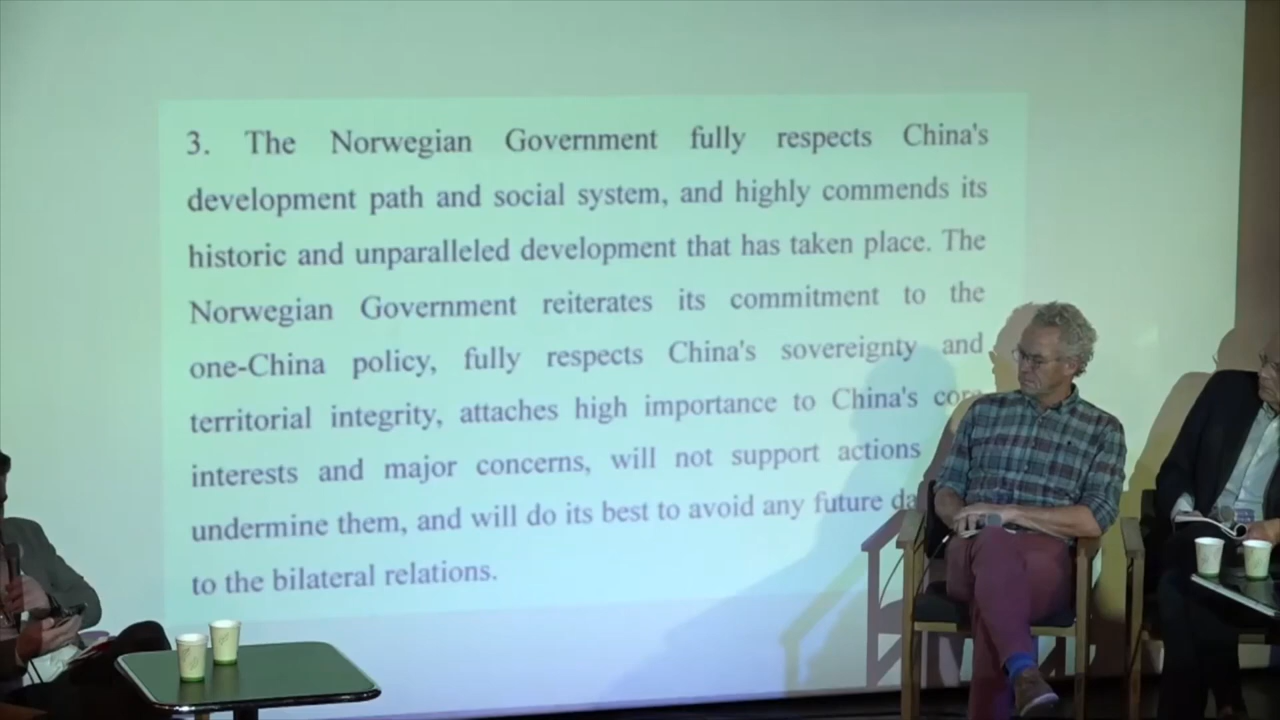 3. The Norwegian Government fully respects China's
development path and social system, and highly commends its
historic and unparalleled development that has taken place. The
Norwegian Government reiterates its commitment to the
one-China policy, fully respects China's sovereignty and
territorial integrity, attaches high importance to China's
interests and major concerns, will not support actions
undermine them, and will do its best to avoid any future
to the bilateral relations.